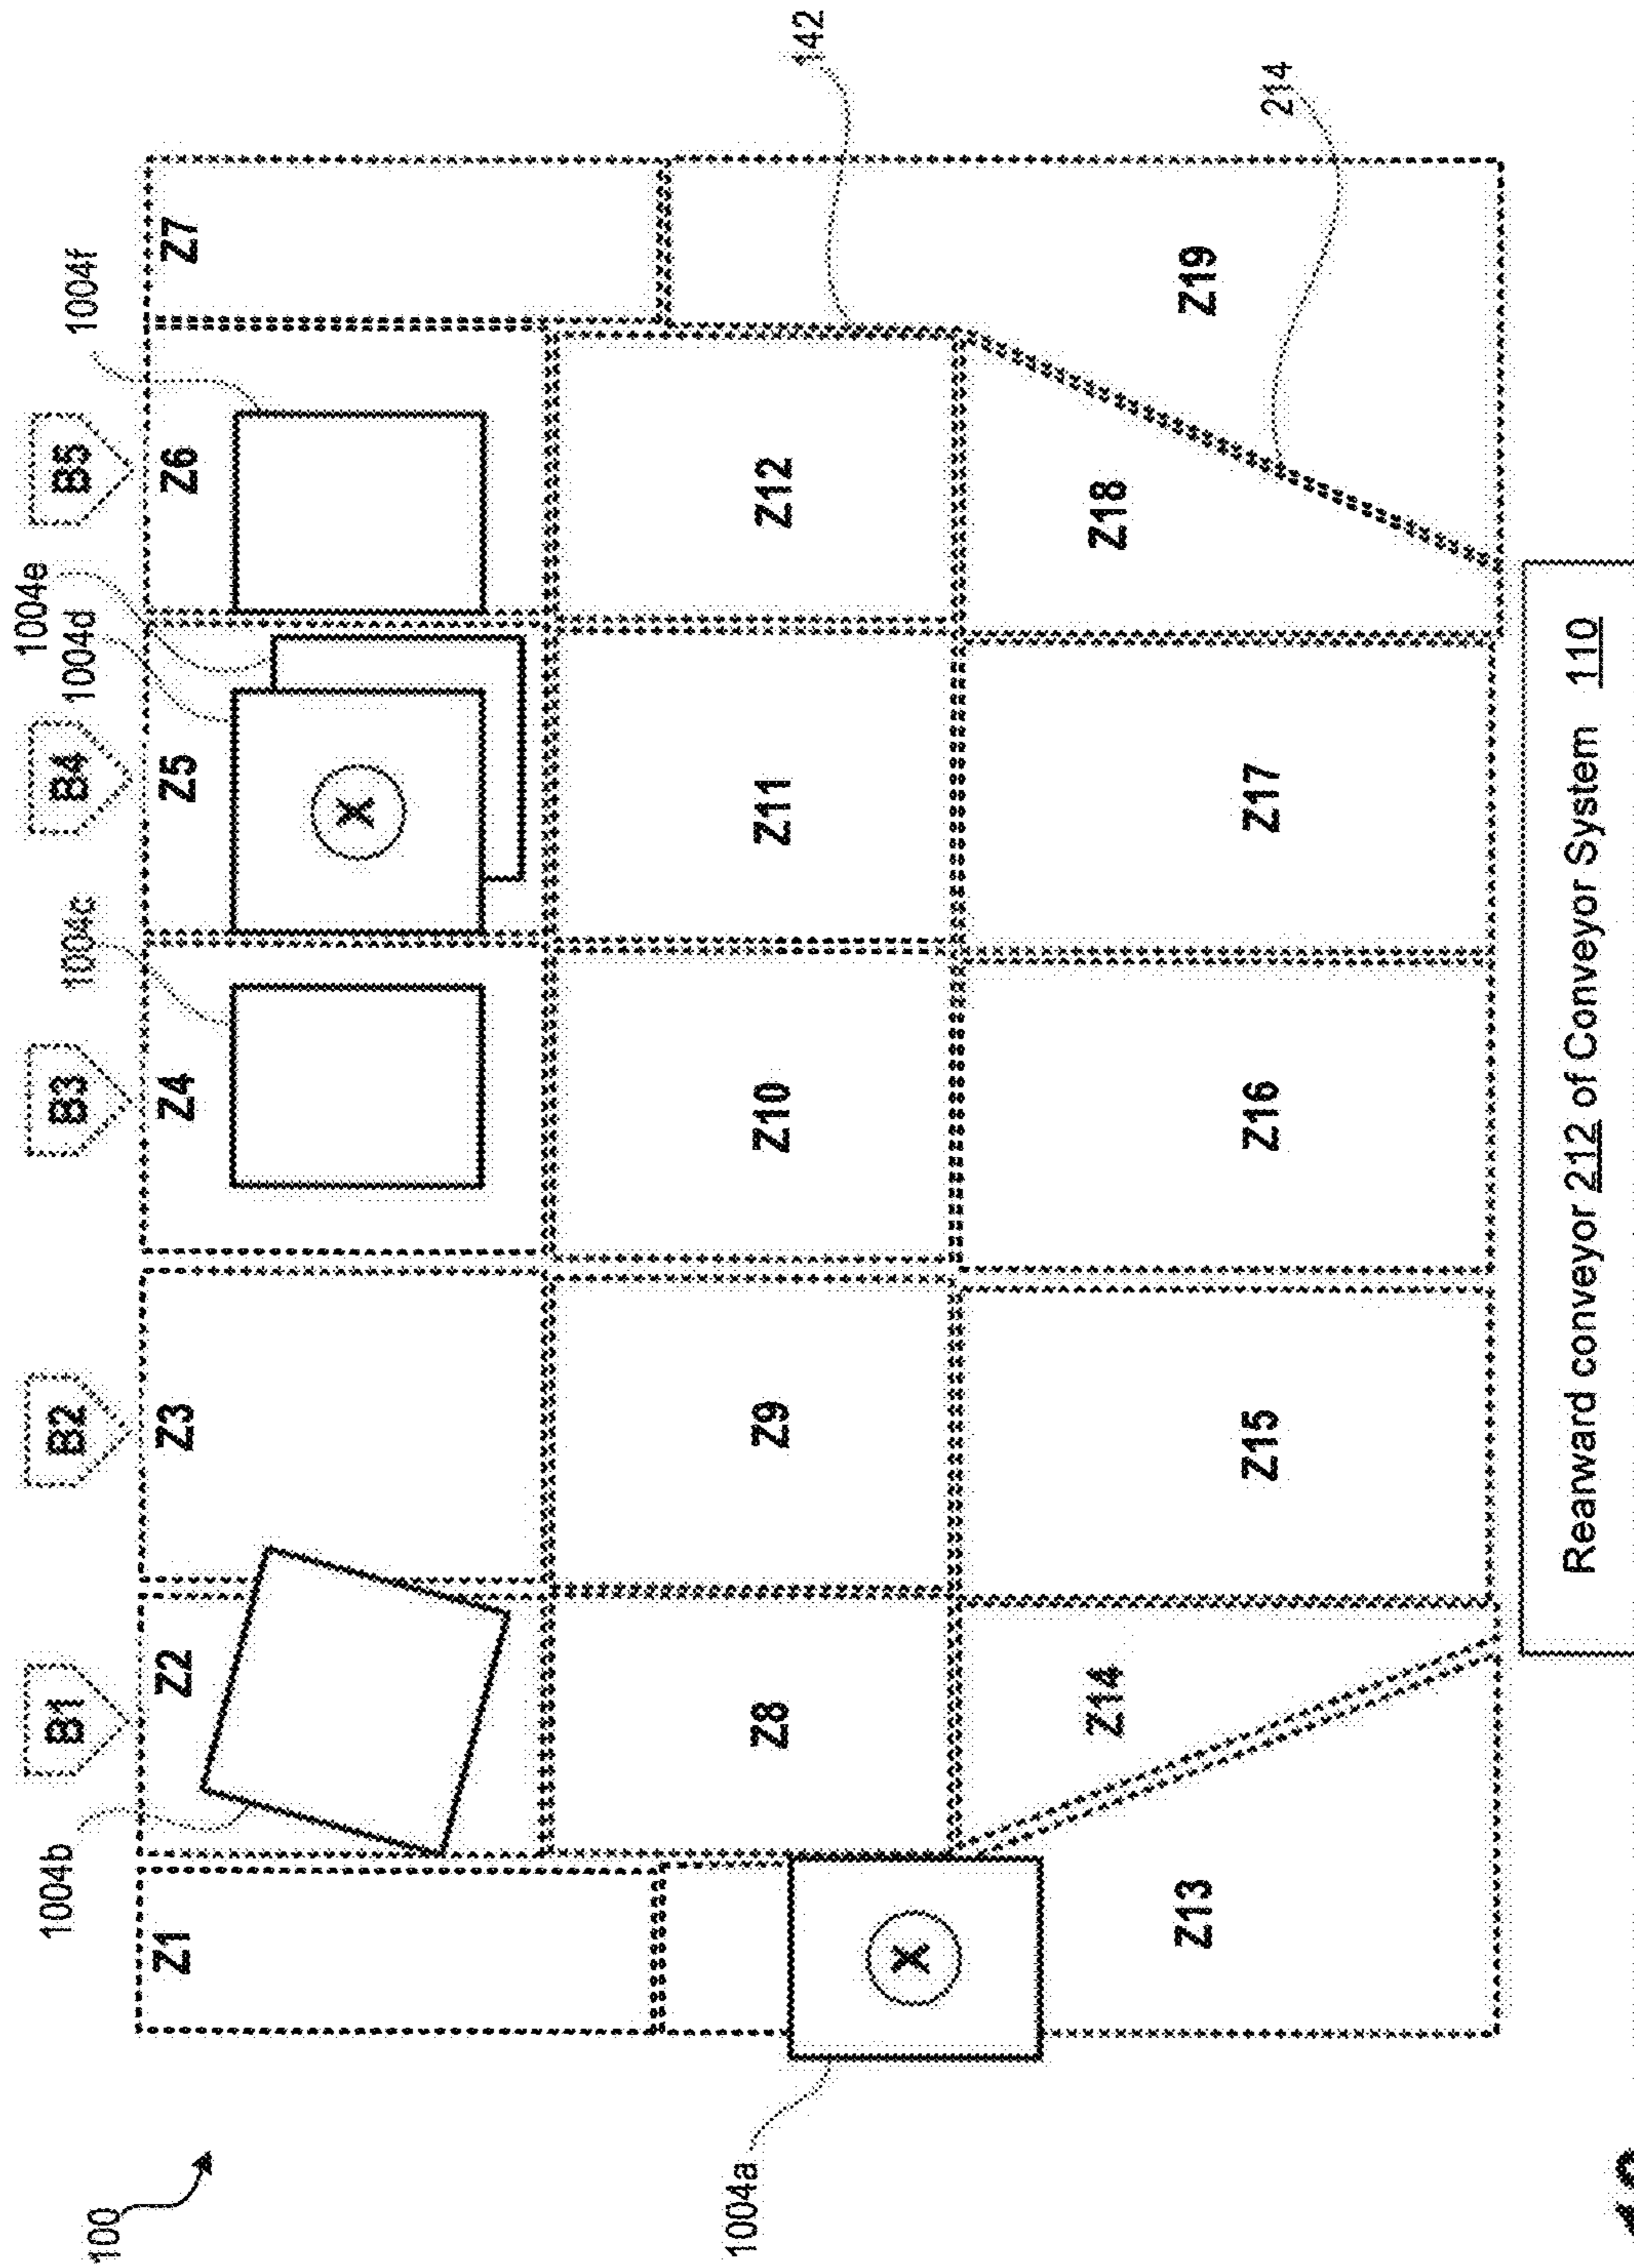 100
B1
B2
B3
B4
B5
1004b
1004c
1004d
1004e
1004f
Z1
Z2
Z3
Z4
Z5
Z6
Z7
X
142
1004a
Z8
Z9
Z10
Z11
Z12
X
Z13
Z14
Z15
Z16
Z17
Z18
Z19
214
Rearward conveyor 212 of Conveyor System 110